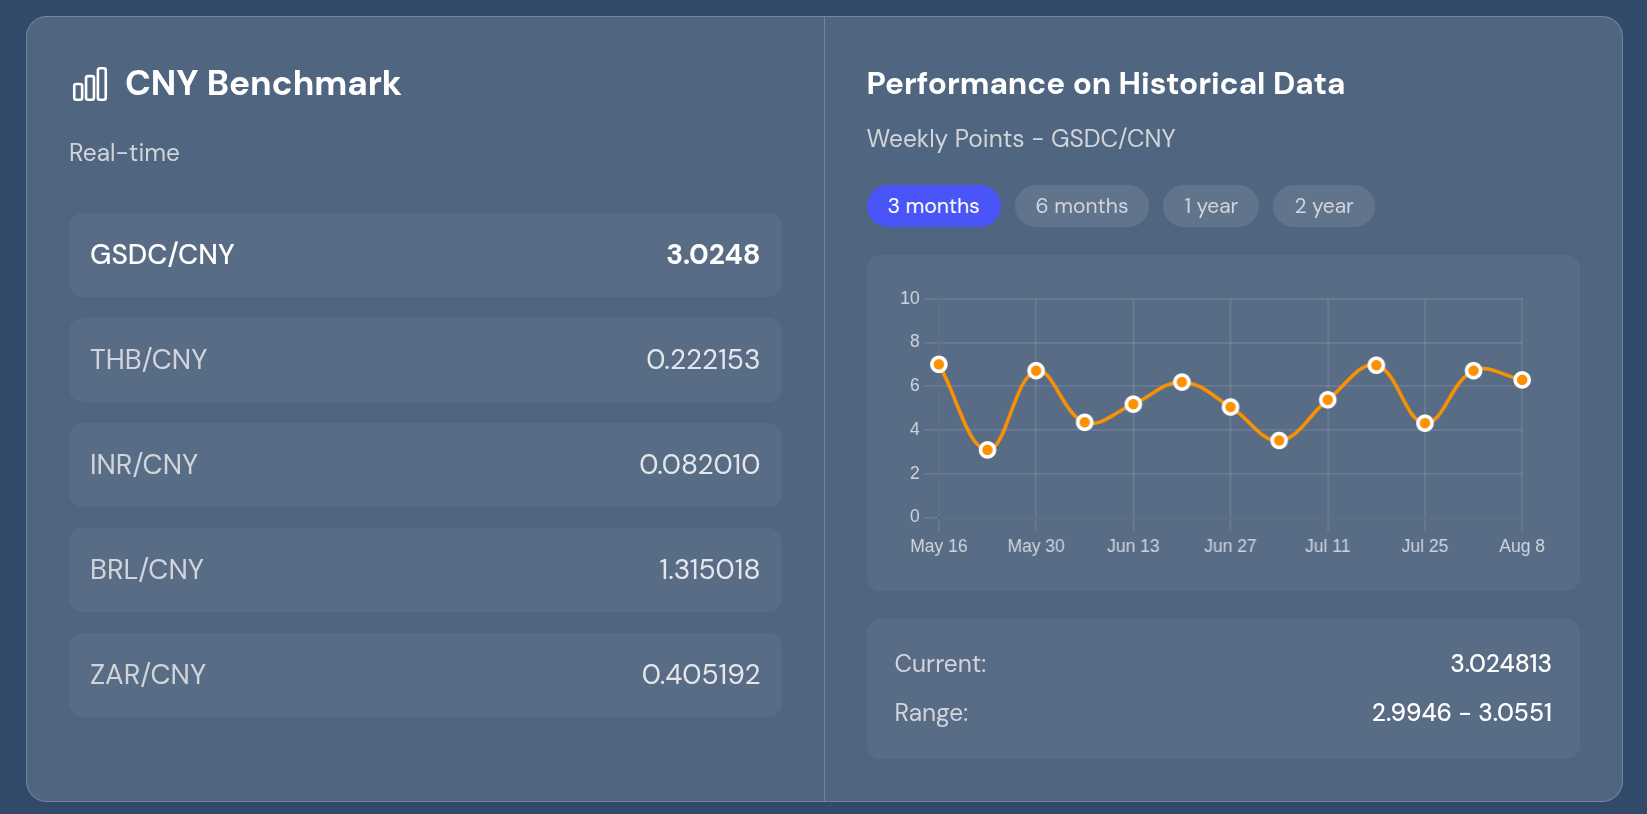 CNY Benchmark
Real-time
GSDC/CNY 3.0248
THB/CNY 0.222153
INR/CNY 0.082010
BRL/CNY 1.315018
ZAR/CNY 0.405192
Performance on Historical Data
Weekly Points - GSDC/CNY
3 months 6 months 1 year 2 year
10
8
6
4
2
0
May 16 May 30 Jun 13 Jun 27 Jul 11 Jul 25 Aug 8
Current: 3.024813
Range: 2.9946 - 3.0551